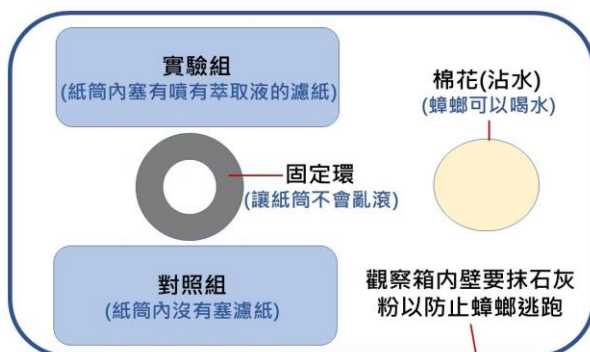 實驗組
(紙筒內塞有噴有萃取液的濾紙)
棉花(沾水)
(蟑螂可以喝水)
固定環
(讓紙筒不會亂滾)
對照組
(紙筒內沒有塞濾紙)
觀察箱內壁要抹石灰
粉以防止蟑螂逃跑